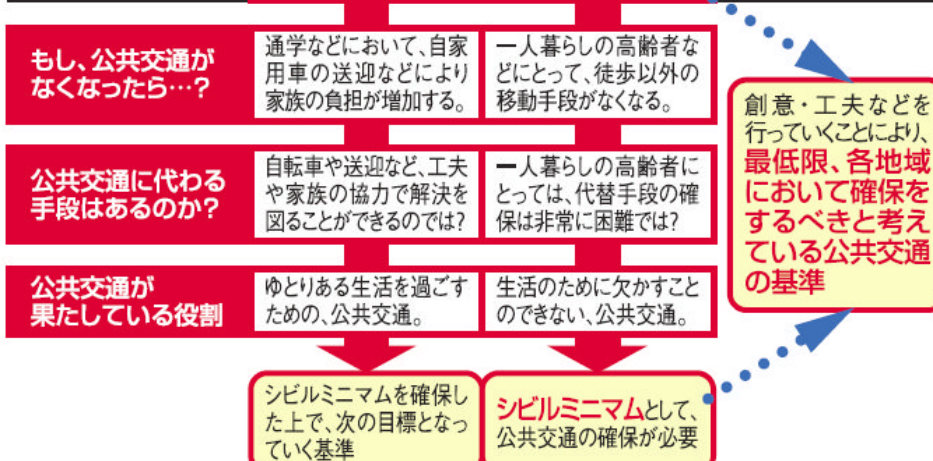 もし、公共交通が
なくなったら…?
通学などにおいて、自家
用車の送迎などにより
家族の負担が増加する。
一人暮らしの高齢者な
どにとって、徒歩以外の
移動手段がなくなる。
公共交通に代わる
手段はあるのか?
自転車や送迎など、工夫
や家族の協力で解決を
図ることができるのでは?
一人暮らしの高齢者に
とっては、代替手段の確
保は非常に困難では?
公共交通が
果たしている役割
ゆとりある生活を過ごす
ための、公共交通。
生活のために欠かすこと
のできない、公共交通。
シビルミニマムを確保し
た上で、次の目標となっ
ていく基準
シビルミニマムとして、
公共交通の確保が必要
創意・工夫などを
行っていくことにより、
最低限、各地域
において確保を
するべきと考え
ている公共交通
の基準